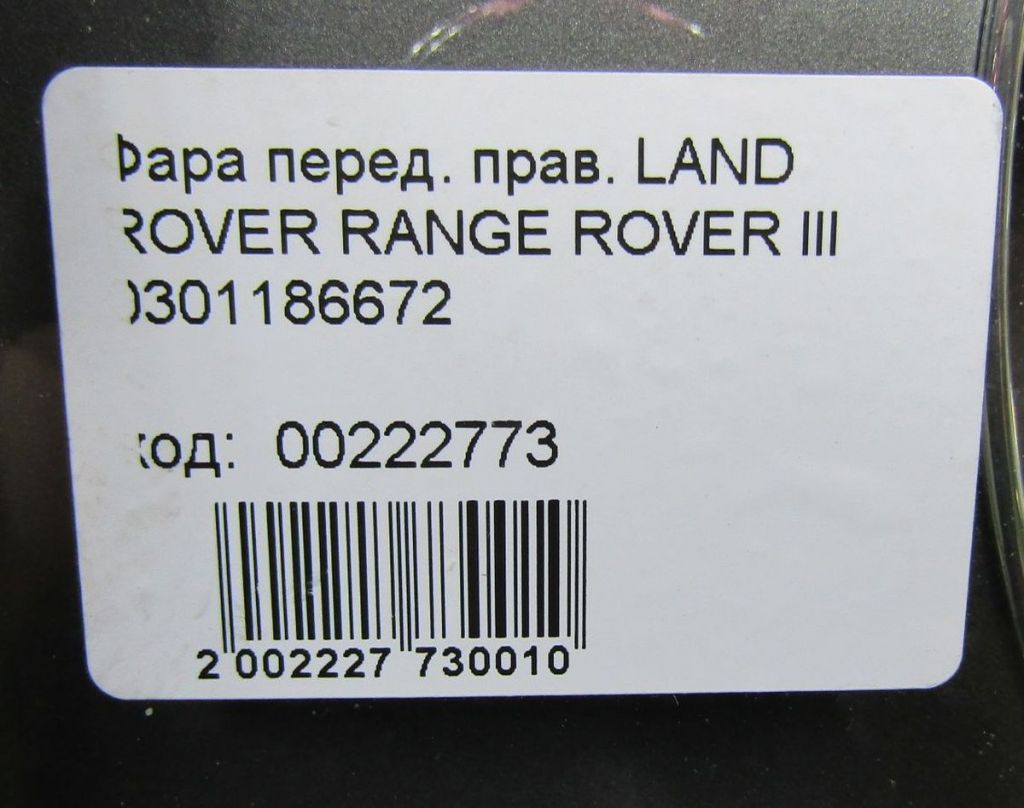 Фара перед. прав. LAND
ROVER RANGE ROVER III
0301186672
код: 00222773
2 002227 730010